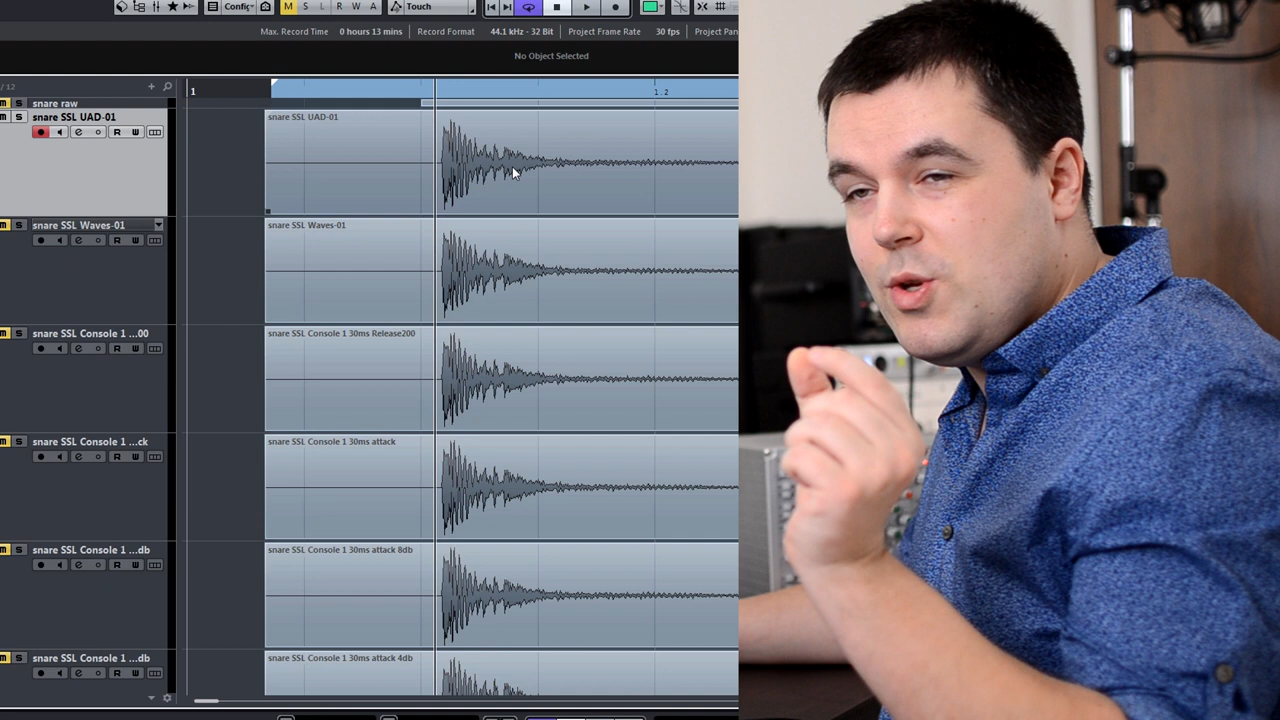 Config M S L R W A Touch
Max. Record Time 0 hours 13 mins Record Format 44.1 kHz - 32 Bit Project Frame Rate 30 fps Project Pan
No Object Selected
/ 12
1 1. 2
snare raw
snare SSL UAD-01
R W
snare SSL UAD-01
snare SSL Waves-01
R W
snare SSL Waves-01
snare SSL Console 1 ...00
R W
snare SSL Console 1 30ms Release200
snare SSL Console 1 ...ck
R W
snare SSL Console 1 30ms attack
snare SSL Console 1 ...db
R W
snare SSL Console 1 30ms attack 8db
snare SSL Console 1 ...db
R W
snare SSL Console 1 30ms attack 4db